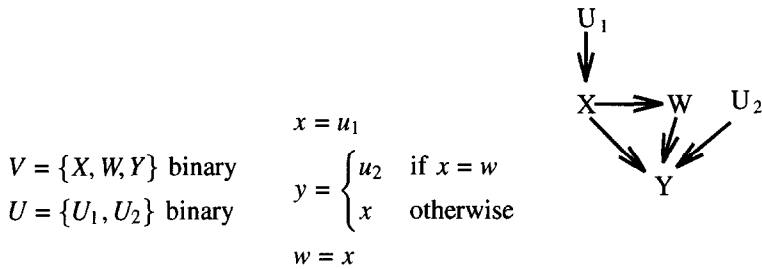 V = {X, W, Y} binary
U = {U₁, U₂} binary
x = u₁
y = { u₂ if x = w
x otherwise
w = x
U₁
X W U₂
Y